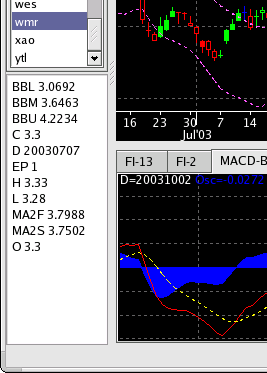 wes
wmr
xao
ytl
BBL 3.0692
BBM 3.6463
BBU 4.2234
C 3.3
D 20030707
EP 1
H 3.33
L 3.28
MA2F 3.7988
MA2S 3.7502
O 3.3
16 23 30 7 14
Jul'03
FI-13 FI-2 MACD-B
D=20031002 Osc=-0.0272